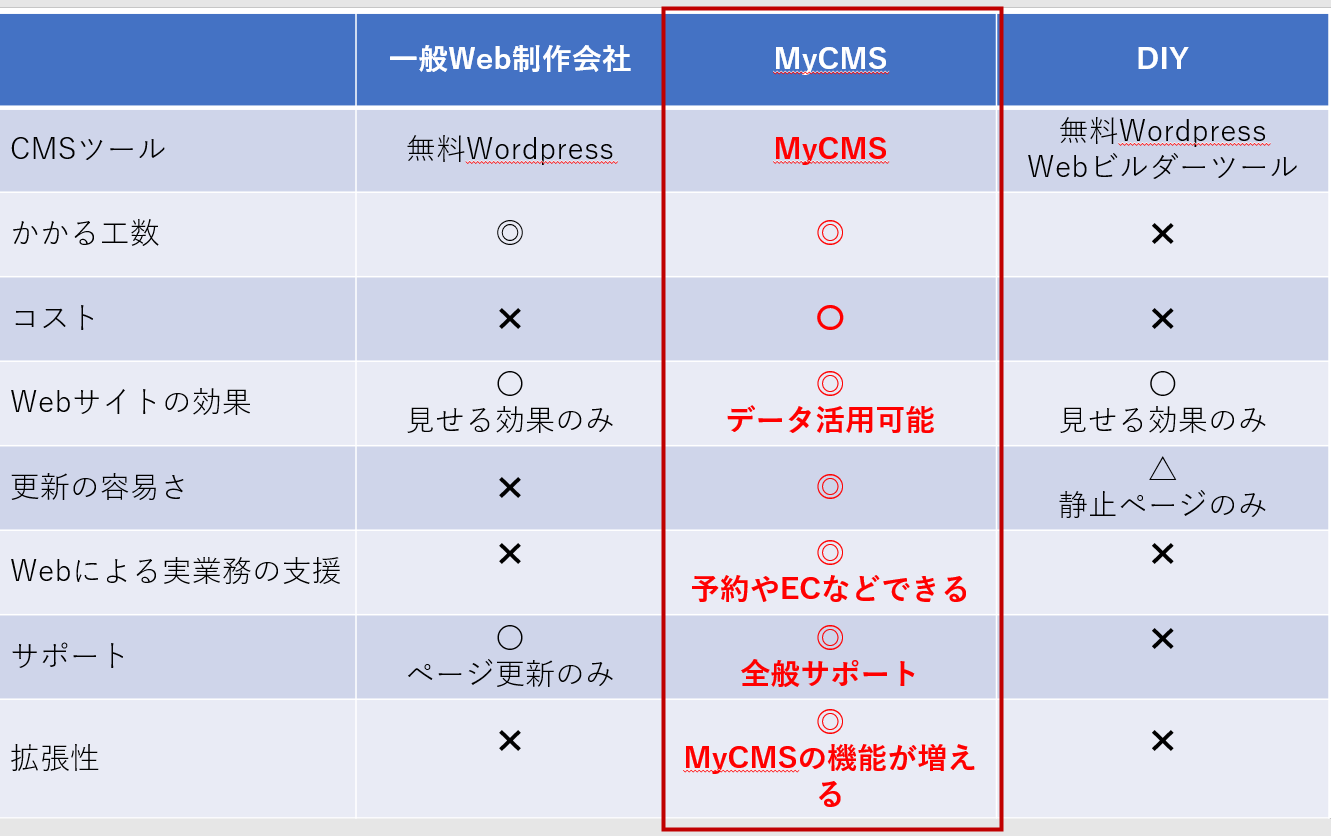 一般Web制作会社 MyCMS DIY
CMSツール 無料Wordpress MyCMS 無料Wordpress
Webビルダーツール
かかる工数 ◎ ◎ ×
コスト × 〇 ×
Webサイトの効果 〇 ◎ 〇
見せる効果のみ データ活用可能 見せる効果のみ
更新の容易さ × ◎ △
静止ページのみ
Webによる実業務の支援 × ◎ ×
予約やECなどできる
サポート 〇 ◎ ×
ページ更新のみ 全般サポート
拡張性 × ◎ ×
MyCMSの機能が増え
る